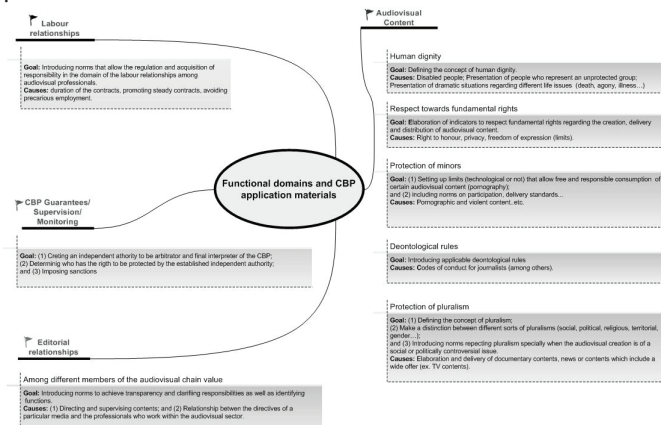 Labour
relationships
Goal: Introducing norms that allow the regulation and acquisition of
responsibility in the domain of the labour relationships among
audiovisual professionals.
Causes: duration of the contracts, promoting steady contracts, avoiding
precarious employment.
CBP Guarantees/
Supervision/
Monitoring
Goal: (1) Creting an independent athority to be arbitrator and final interpreter of the CBP;
(2) Determining who has the rigth to be protected by the established independent authority;
and (3) Imposing sanctions
Editorial
relationships
Among different members of the audiovisual chain value
Goal: Introducing norms to achieve transparency and clarifiing responsibilities as well as identifying
functions.
Causes: (1) Directing and supervising contents; and (2) Relationship betwen the directives of a
particular media and the professionals who work within the audiovisual sector.
Functional domains and CBP
application materials
Audiovisual
Content
Human dignity
Goal: Defining the concept of human dignity.
Causes: Disabled people; Presentation of people who represent an unprotected group;
Presentation of dramatic situations regarding different life issues (death, agony, illness...)
Respect towards fundamental rights
Goal: Elaboration of indicators to respect fundamental rights regarding the creation, delivery
and distribution of audiovisual content.
Causes: Right to honour, privacy, freedom of expression (limits).
Protection of minors
Goal: (1) Setting up limits (technological or not) that allow free and responsible consumption of
certain audiovisual content (pornography);
and (2) including norms on participation, delivery standards...
Causes: Pornographic and violent content, etc.
Deontological rules
Goal: Introducing applicable deontological rules
Causes: Codes of conduct for journalists (among others).
Protection of pluralism
Goal: (1) Defining the concept of pluralism;
(2) Make a distinction between different sorts of pluralisms (social, political, religious, territorial,
gender...);
and (3) Introducing norms repecting pluralism specially when the audiovisual creation is of a
social or politically controversial issue.
Causes: Elaboration and delivery of documentary contents, news or contents which include a
wide offer (ex. TV contents).